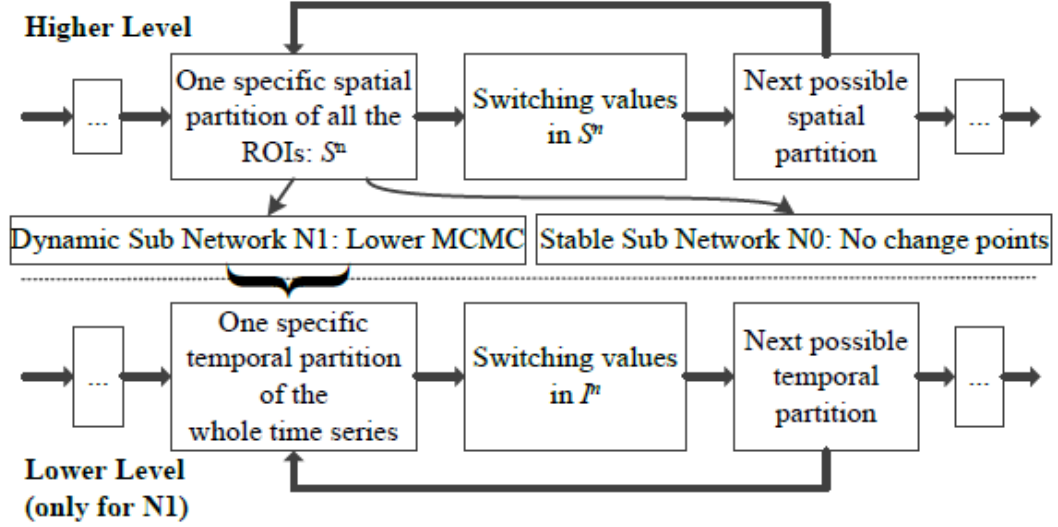 Higher Level
...
One specific spatial
partition of all the
ROIs: Sⁿ
Switching values
in Sⁿ
Next possible
spatial
partition
...
Dynamic Sub Network N1: Lower MCMC
Stable Sub Network N0: No change points
...
One specific
temporal partition
of the
whole time series
Switching values
in Iⁿ
Next possible
temporal
partition
...
Lower Level
(only for N1)